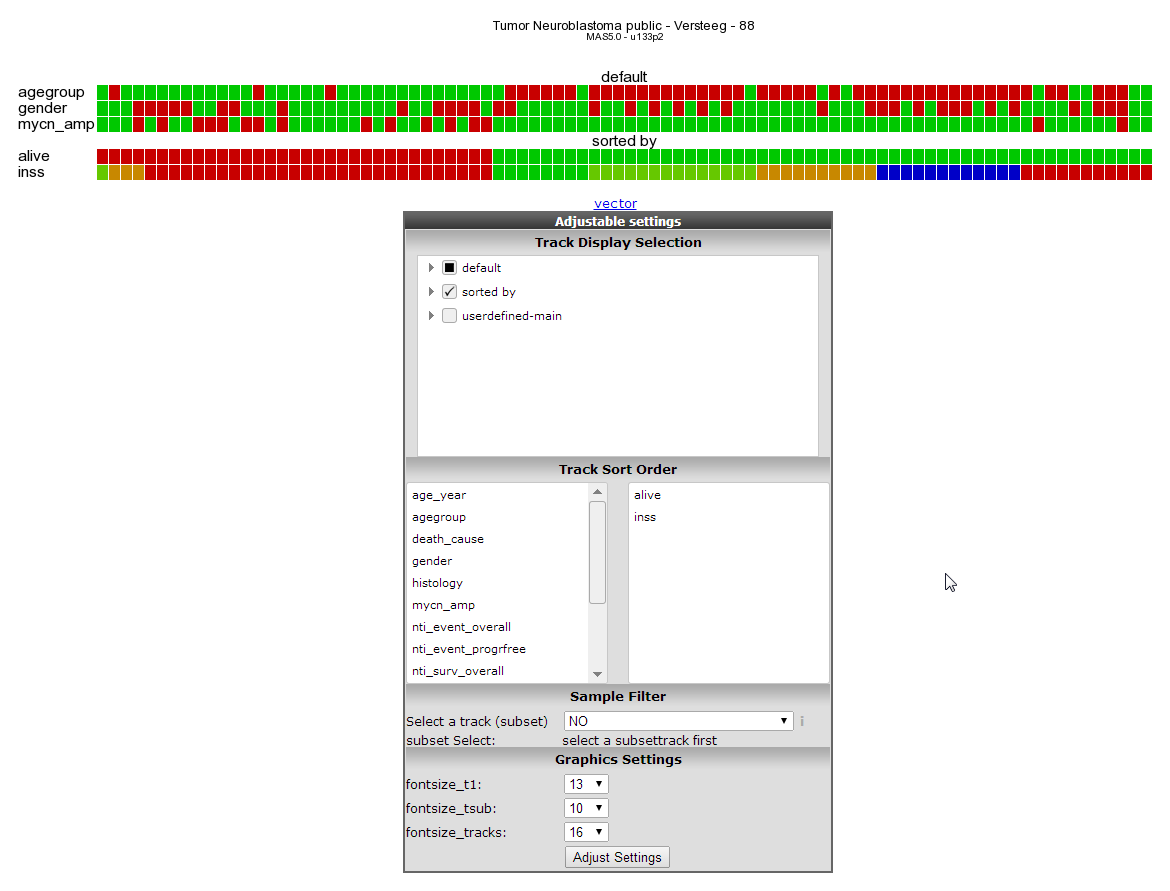 Tumor Neuroblastoma public - Versteeg - 88
MAS5.0 - u133p2
default
agegroup
gender
mycn_amp
sorted by
alive
inss
vector
Adjustable settings
Track Display Selection
default
sorted by
userdefined-main
Track Sort Order
age_year
agegroup
death_cause
gender
histology
mycn_amp
nti_event_overall
nti_event_progrfree
nti_surv_overall
alive
inss
Sample Filter
Select a track (subset) NO i
subset Select: select a subsettrack first
Graphics Settings
fontsize_t1: 13
fontsize_tsub: 10
fontsize_tracks: 16
Adjust Settings